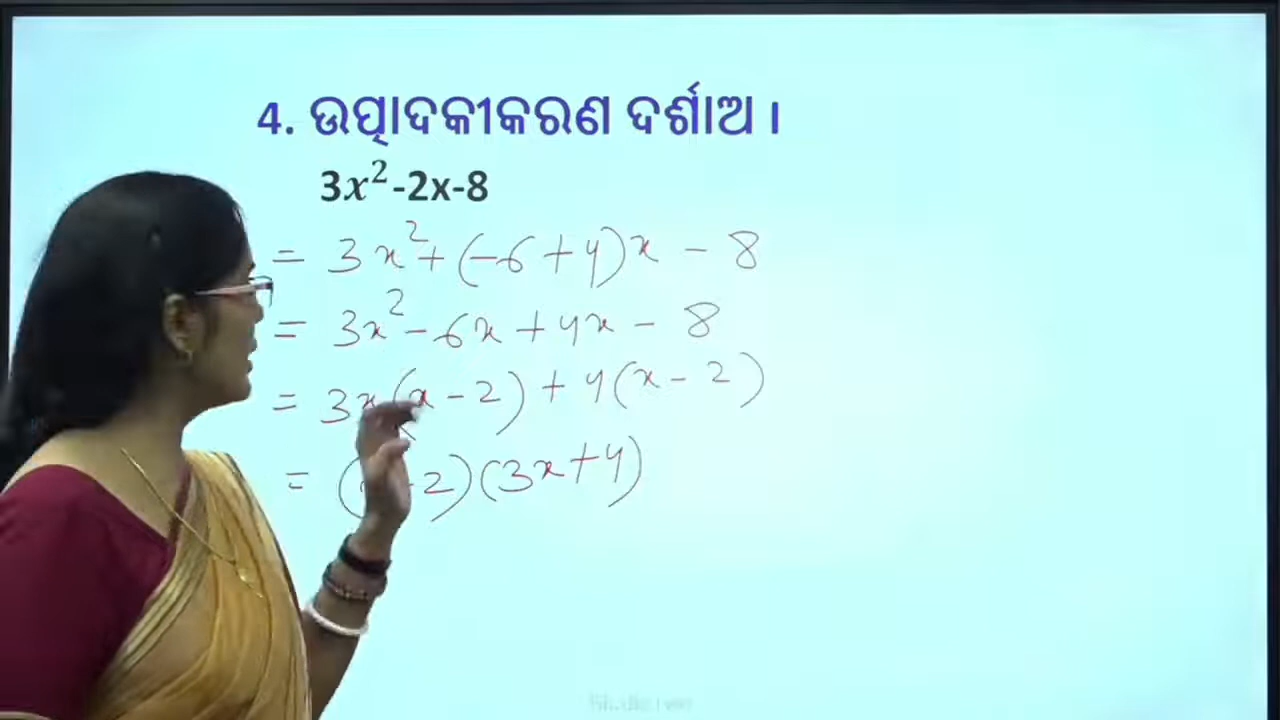 4. ଉତ୍ପାଦକୀକରଣ ଦର୍ଶାଅ ।
3x²-2x-8
= 3x² + (-6 + 4)x - 8
= 3x² - 6x + 4x - 8
= 3x(x - 2) + 4(x - 2)
= ( - 2)(3x + 4)